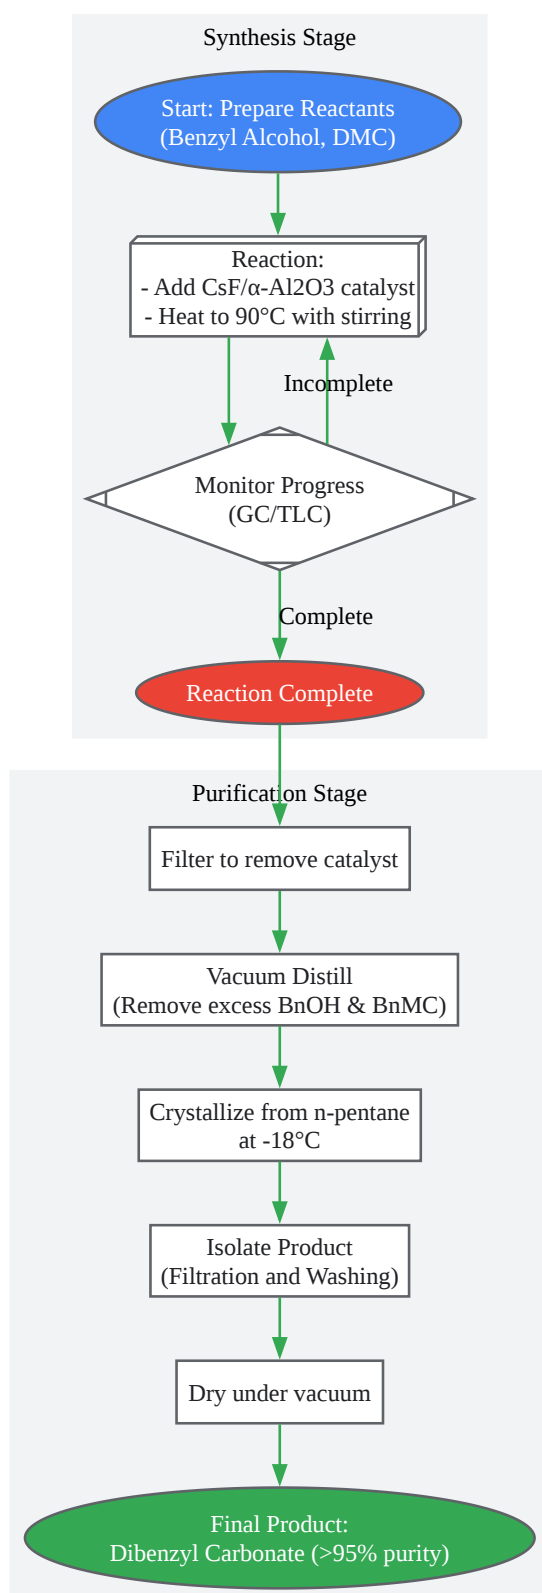 Synthesis Stage
Start: Prepare Reactants
(Benzyl Alcohol, DMC)
Reaction:
- Add CsF/α-Al2O3 catalyst
- Heat to 90°C with stirring
Incomplete
Monitor Progress
(GC/TLC)
Complete
Reaction Complete
Purification Stage
Filter to remove catalyst
Vacuum Distill
(Remove excess BnOH & BnMC)
Crystallize from n-pentane
at -18°C
Isolate Product
(Filtration and Washing)
Dry under vacuum
Final Product:
Dibenzyl Carbonate (>95% purity)